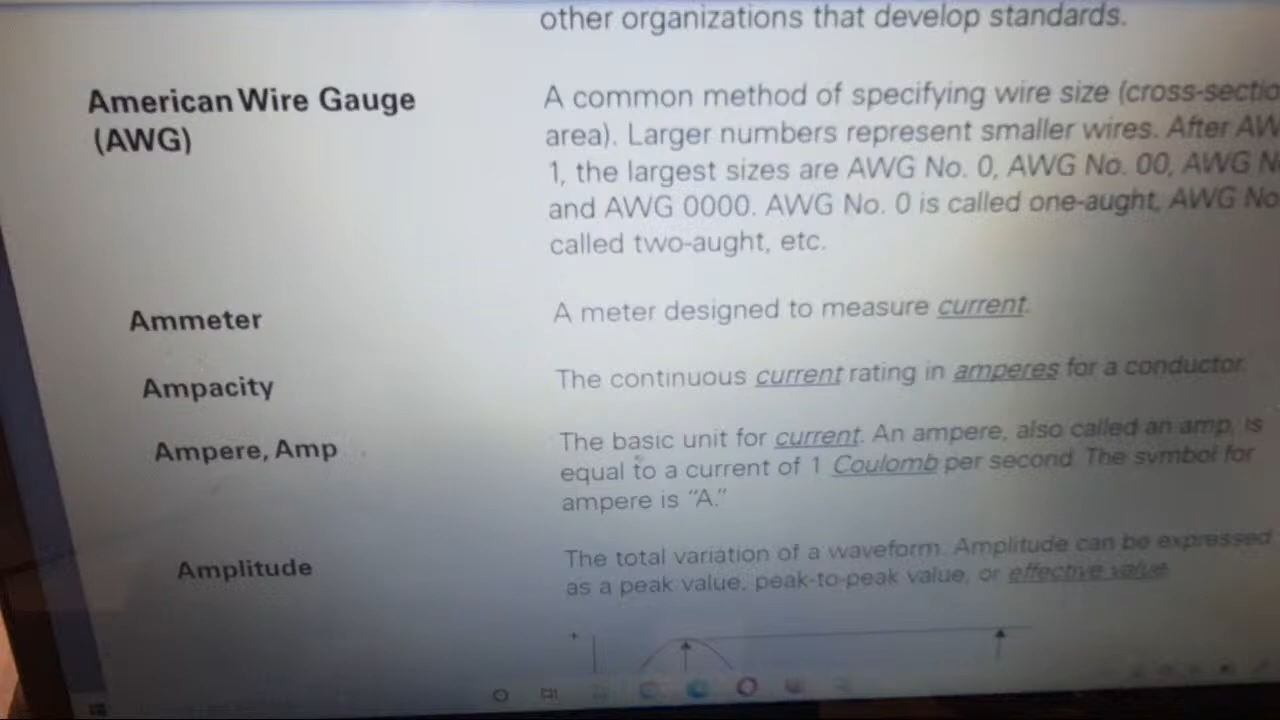 other organizations that develop standards.
American Wire Gauge
(AWG)
A common method of specifying wire size (cross-sectio
area). Larger numbers represent smaller wires. After AW
1, the largest sizes are AWG No. 0, AWG No. 00, AWG N
and AWG 0000. AWG No. 0 is called one-aught, AWG No
called two-aught, etc.
Ammeter
A meter designed to measure current.
Ampacity
The continuous current rating in amperes for a conductor.
Ampere, Amp
The basic unit for current. An ampere, also called an amp, is
equal to a current of 1 Coulomb per second. The symbol for
ampere is “A.”
Amplitude
The total variation of a waveform. Amplitude can be expressed
as a peak value, peak-to-peak value, or effective value.
+